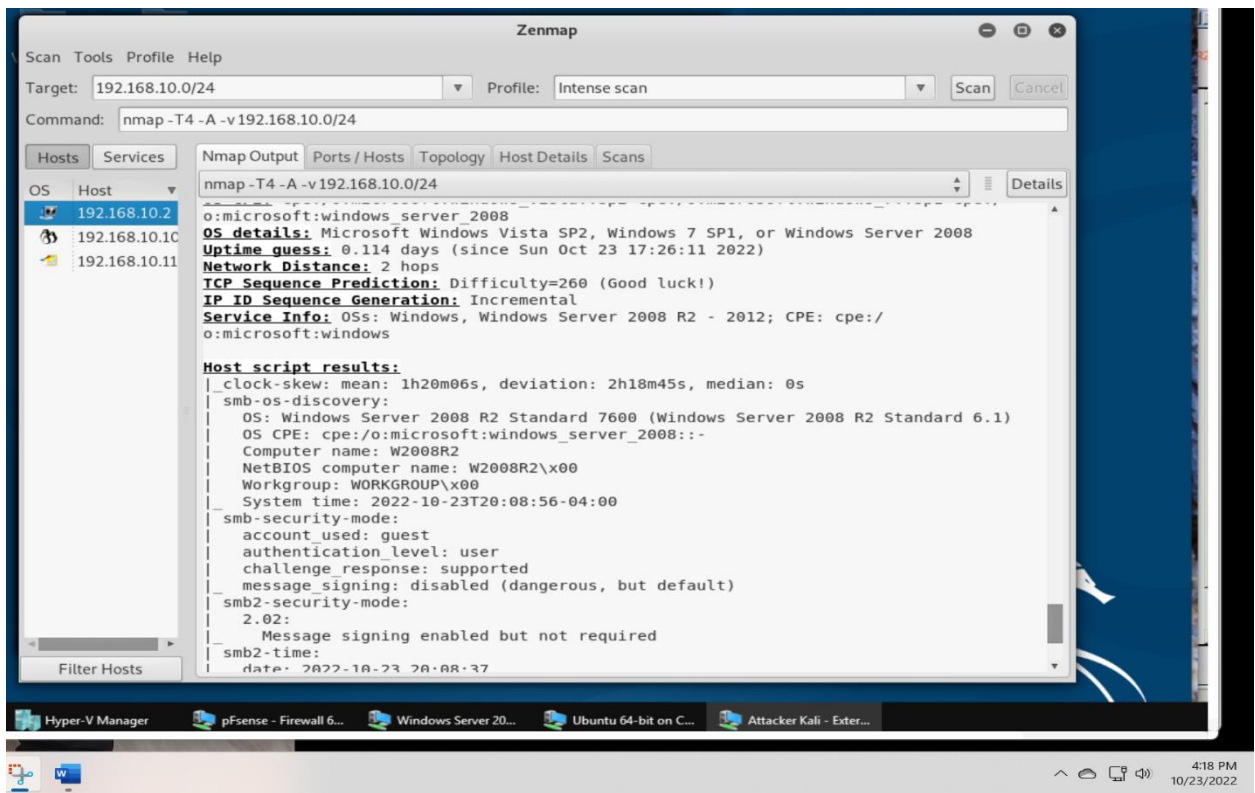 Zenmap
Scan Tools Profile Help
Target: 192.168.10.0/24 Profile: Intense scan Scan Cancel
Command: nmap -T4 -A -v 192.168.10.0/24
Hosts Services Nmap Output Ports / Hosts Topology Host Details Scans
OS Host nmap -T4 -A -v 192.168.10.0/24 Details
192.168.10.2
192.168.10.10
192.168.10.11
o:microsoft:windows_server_2008
OS details: Microsoft Windows Vista SP2, Windows 7 SP1, or Windows Server 2008
Uptime guess: 0.114 days (since Sun Oct 23 17:26:11 2022)
Network Distance: 2 hops
TCP Sequence Prediction: Difficulty=260 (Good luck!)
IP ID Sequence Generation: Incremental
Service Info: OSs: Windows, Windows Server 2008 R2 - 2012; CPE: cpe:/
o:microsoft:windows
Host script results:
|_clock-skew: mean: 1h20m06s, deviation: 2h18m45s, median: 0s
| smb-os-discovery:
|   OS: Windows Server 2008 R2 Standard 7600 (Windows Server 2008 R2 Standard 6.1)
|   OS CPE: cpe:/o:microsoft:windows_server_2008::-
|   Computer name: W2008R2
|   NetBIOS computer name: W2008R2\x00
|   Workgroup: WORKGROUP\x00
|_  System time: 2022-10-23T20:08:56-04:00
| smb-security-mode:
|   account_used: guest
|   authentication_level: user
|   challenge_response: supported
|_  message_signing: disabled (dangerous, but default)
| smb2-security-mode:
|   2.02:
|_    Message signing enabled but not required
| smb2-time:
|   date: 2022-10-23 20:08:37
Filter Hosts
Hyper-V Manager pFsense - Firewall 6... Windows Server 20... Ubuntu 64-bit on C... Attacker Kali - Exter...
4:18 PM
10/23/2022